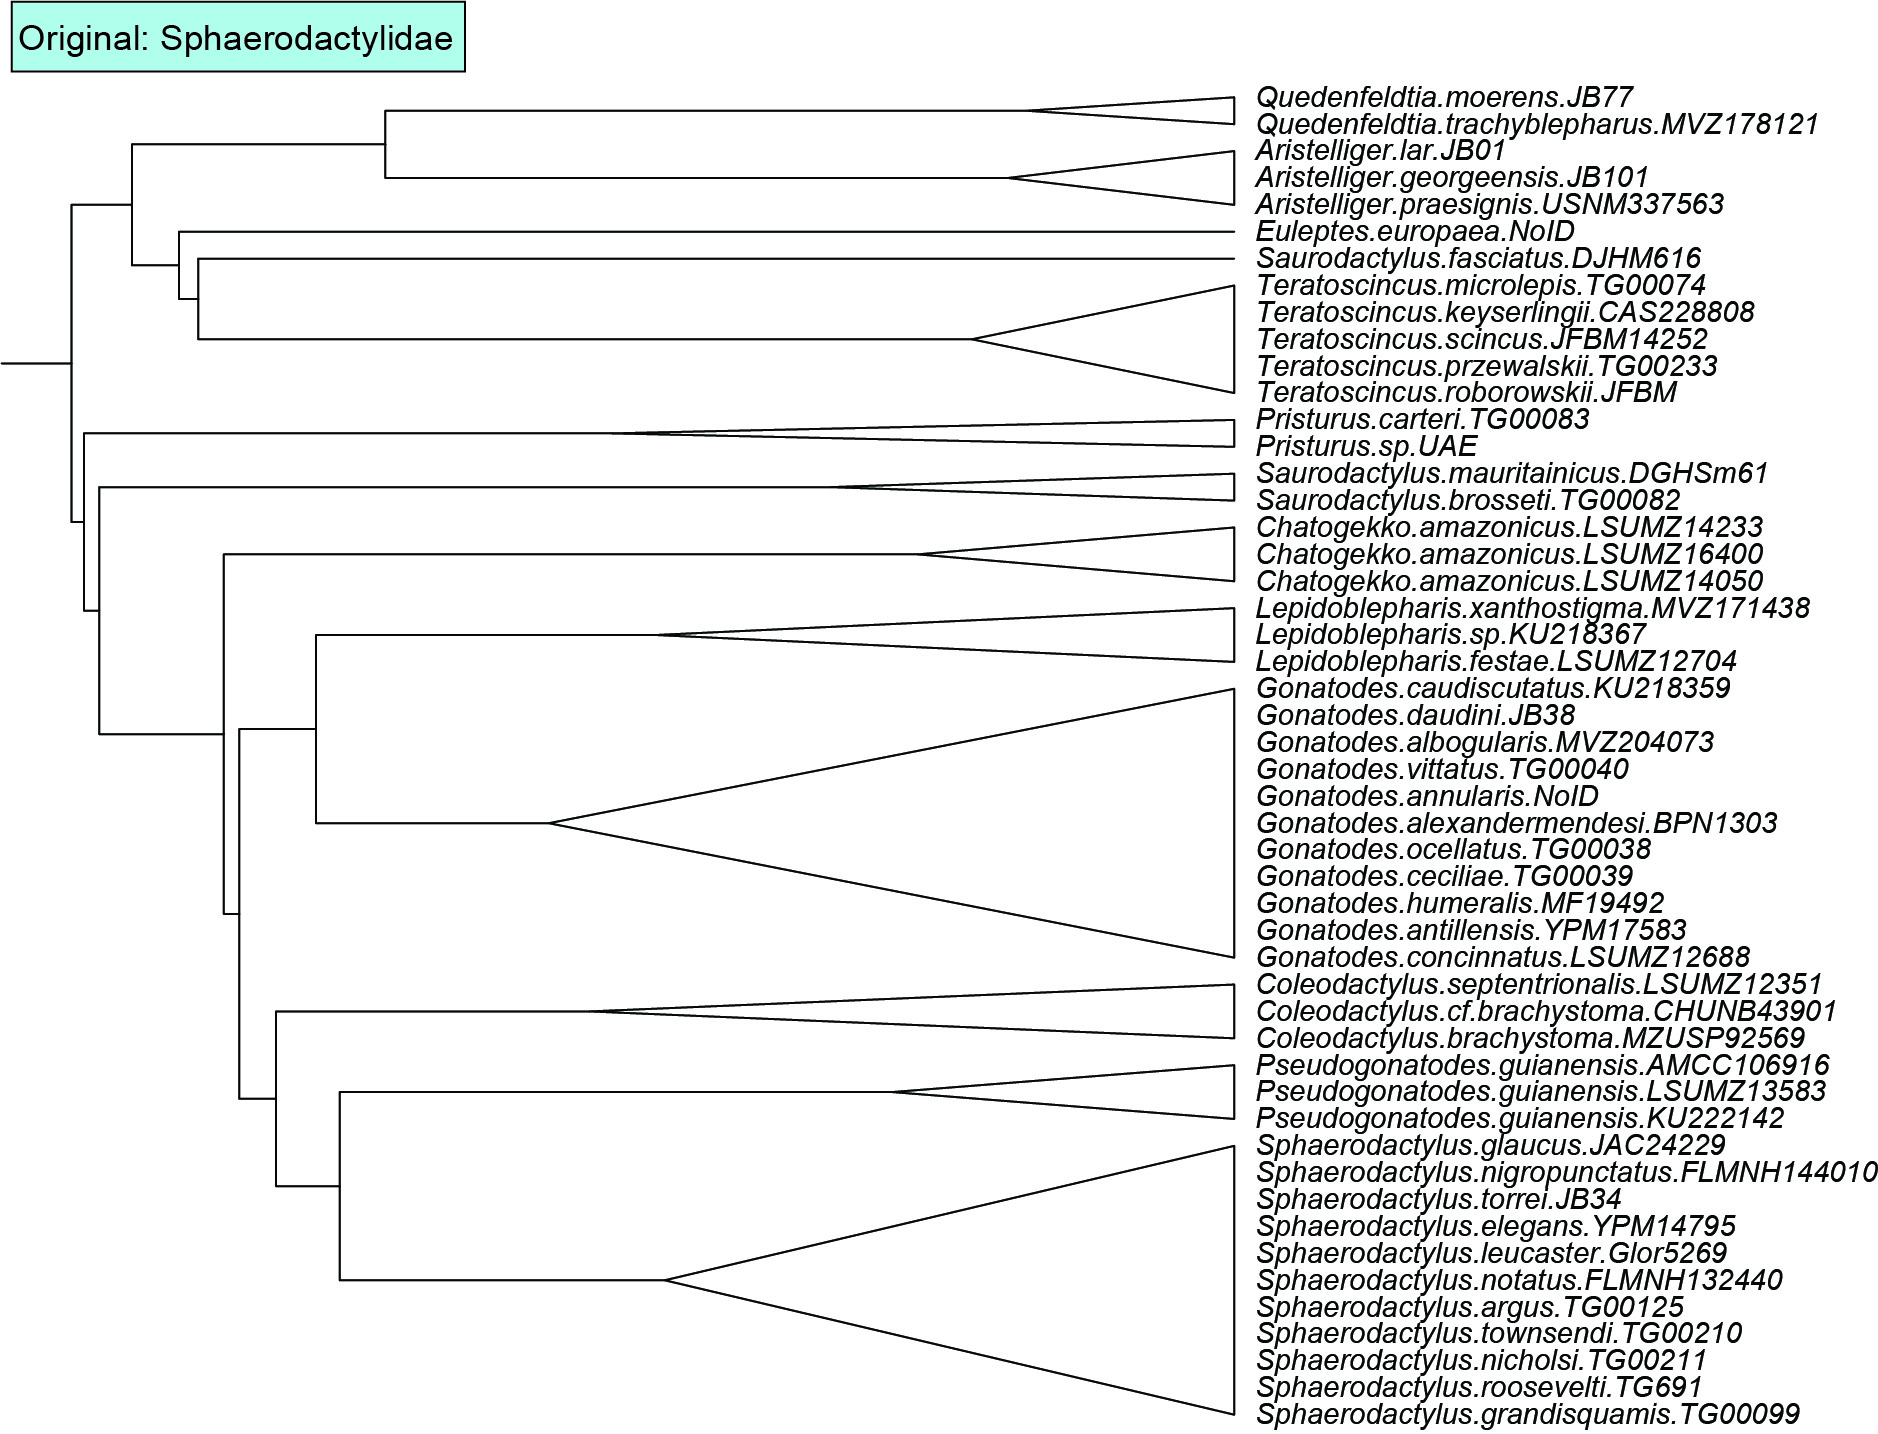 Original: Sphaerodactylidae
Quedenfeldtia.moerens.JB77
Quedenfeldtia.trachyblepharus.MVZ178121
Aristelliger.lar.JB01
Aristelliger.georgeensis.JB101
Aristelliger.praesignis.USNM337563
Euleptes.europaea.NoID
Saurodactylus.fasciatus.DJHM616
Teratoscincus.microlepis.TG00074
Teratoscincus.keyserlingii.CAS228808
Teratoscincus.scincus.JFBM14252
Teratoscincus.przewalskii.TG00233
Teratoscincus.roborowskii.JFBM
Pristurus.carteri.TG00083
Pristurus.sp.UAE
Saurodactylus.mauritainicus.DGHSm61
Saurodactylus.brosseti.TG00082
Chatogekko.amazonicus.LSUMZ14233
Chatogekko.amazonicus.LSUMZ16400
Chatogekko.amazonicus.LSUMZ14050
Lepidoblepharis.xanthostigma.MVZ171438
Lepidoblepharis.sp.KU218367
Lepidoblepharis.festae.LSUMZ12704
Gonatodes.caudiscutatus.KU218359
Gonatodes.daudini.JB38
Gonatodes.albogularis.MVZ204073
Gonatodes.vittatus.TG00040
Gonatodes.annularis.NoID
Gonatodes.alexandermendesi.BPN1303
Gonatodes.ocellatus.TG00038
Gonatodes.ceciliae.TG00039
Gonatodes.humeralis.MF19492
Gonatodes.antillensis.YPM17583
Gonatodes.concinnatus.LSUMZ12688
Coleodactylus.septentrionalis.LSUMZ12351
Coleodactylus.cf.brachystoma.CHUNB43901
Coleodactylus.brachystoma.MZUSP92569
Pseudogonatodes.guianensis.AMCC106916
Pseudogonatodes.guianensis.LSUMZ13583
Pseudogonatodes.guianensis.KU222142
Sphaerodactylus.glaucus.JAC24229
Sphaerodactylus.nigropunctatus.FLMNH144010
Sphaerodactylus.torrei.JB34
Sphaerodactylus.elegans.YPM14795
Sphaerodactylus.leucaster.Glor5269
Sphaerodactylus.notatus.FLMNH132440
Sphaerodactylus.argus.TG00125
Sphaerodactylus.townsendi.TG00210
Sphaerodactylus.nicholsi.TG00211
Sphaerodactylus.roosevelti.TG691
Sphaerodactylus.grandisquamis.TG00099